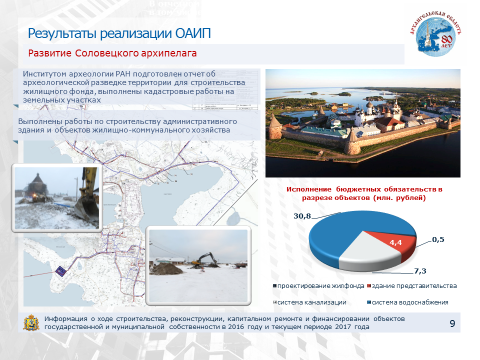 Результаты реализации ОАИП
АРХАНГЕЛЬСКАЯ ОБЛАСТЬ
80
ЛЕТ
Развитие Соловецкого архипелага
Институтом археологии РАН подготовлен отчет об
археологической разведке территории для строительства
жилищного фонда, выполнены кадастровые работы на
земельных участках
Выполнены работы по строительству административного
здания и объектов жилищно-коммунального хозяйства
Исполнение бюджетных обязательств в
разрезе объектов (млн. рублей)
30,8
0,5
4,4
7,3
проектирование жилфонда
здание представительства
система канализации
система водоснабжения
Информация о ходе строительства, реконструкции, капитальном ремонте и финансировании объектов
государственной и муниципальной собственности в 2016 году и текущем периоде 2017 года
9